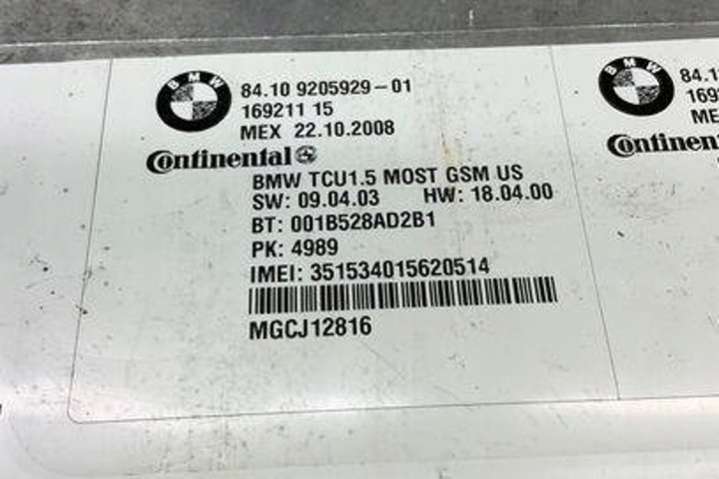 BMW
84.10 9205929-01
169211 15
MEX 22.10.2008
Continental
BMW TCU1.5 MOST GSM US
SW: 09.04.03 HW: 18.04.00
BT: 001B528AD2B1
PK: 4989
IMEI: 351534015620514
MGCJ12816
BMW
Continental